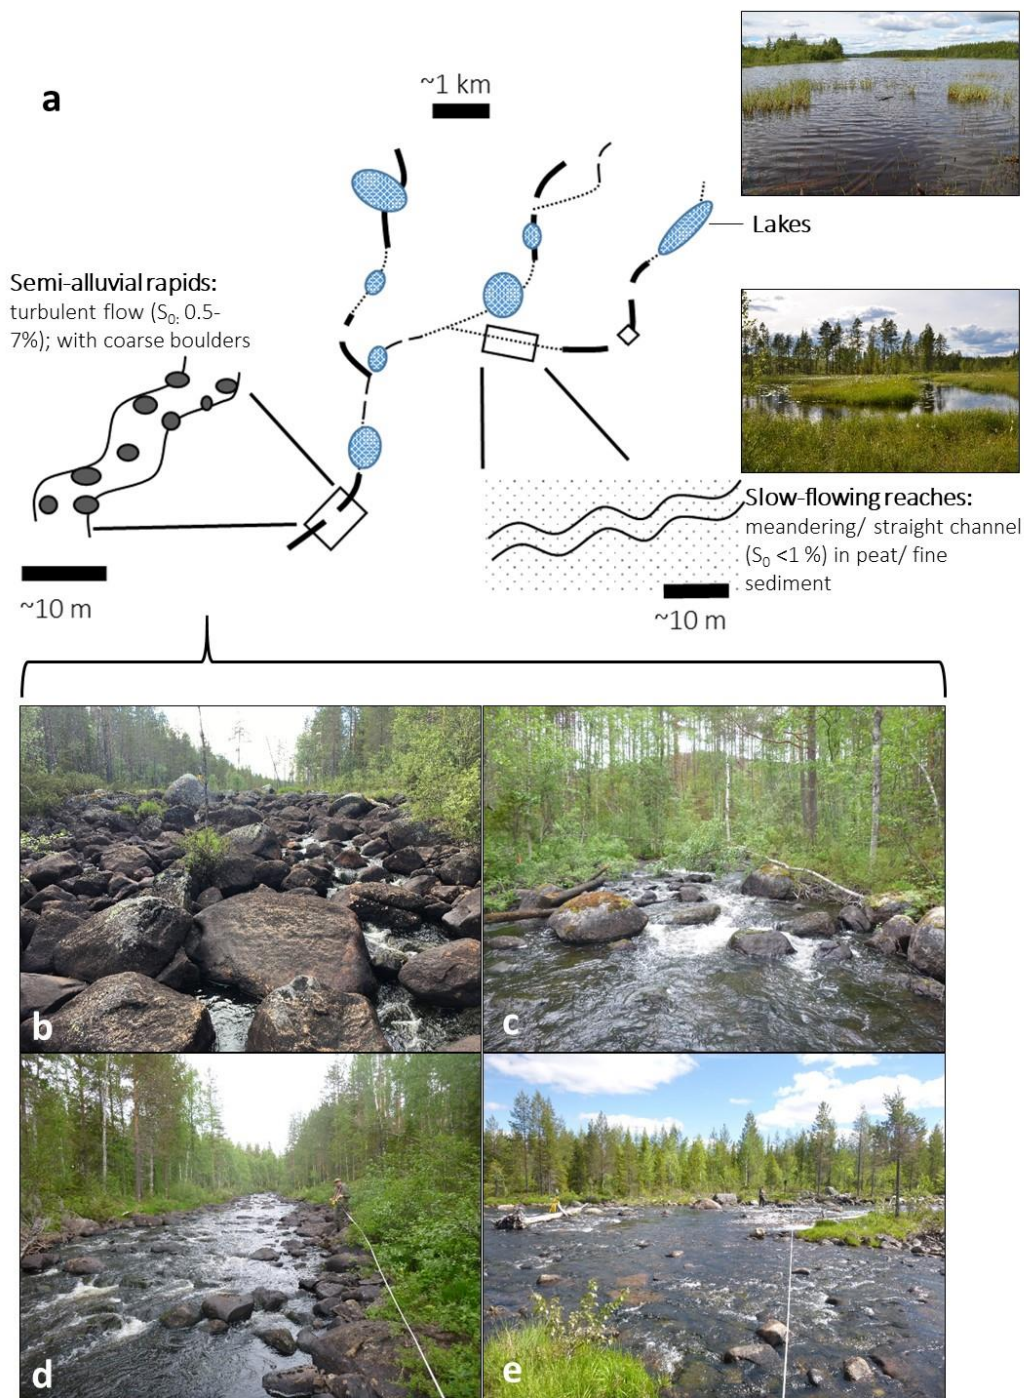 a
~1 km
Lakes
Semi-alluvial rapids:
turbulent flow (S0: 0.5-
7%); with coarse boulders
~10 m
Slow-flowing reaches:
meandering/ straight channel
(S0 <1 %) in peat/ fine
sediment
~10 m
b
c
d
e